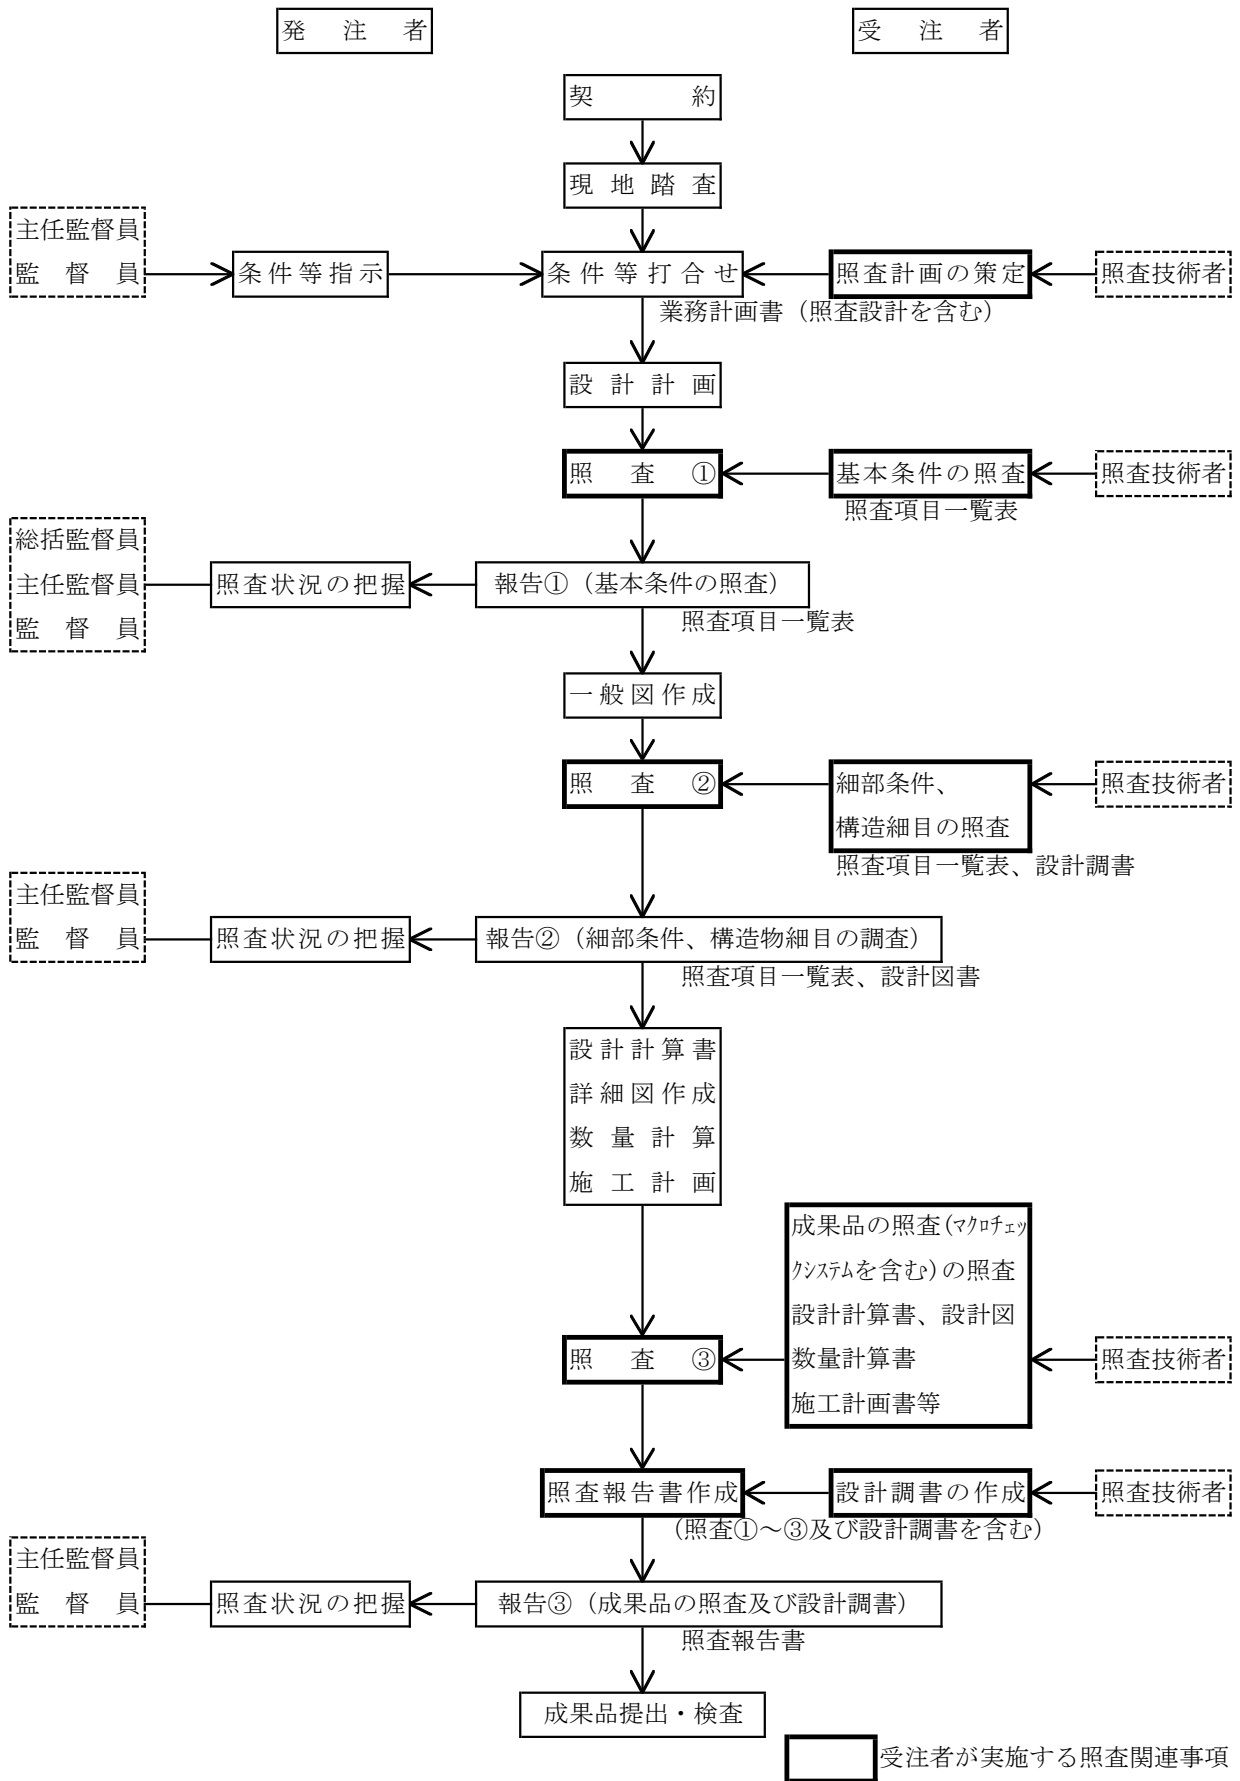 発注者
受注者
契約
現地踏査
主任監督員
監督員
条件等指示
条件等打合せ
照査計画の策定
照査技術者
業務計画書（照査設計を含む）
設計計画
照査①
基本条件の照査
照査技術者
照査項目一覧表
総括監督員
主任監督員
監督員
照査状況の把握
報告①（基本条件の照査）
照査項目一覧表
一般図作成
照査②
細部条件、
構造細目の照査
照査技術者
照査項目一覧表、設計調書
主任監督員
監督員
照査状況の把握
報告②（細部条件、構造物細目の調査）
照査項目一覧表、設計図書
設計計算書
詳細図作成
数量計算
施工計画
成果品の照査(ﾏｸﾛﾁｪｯ
ｸｼｽﾃﾑを含む)の照査
設計計算書、設計図
数量計算書
施工計画書等
照査③
照査技術者
照査報告書作成
設計調書の作成
照査技術者
(照査①～③及び設計調書を含む)
主任監督員
監督員
照査状況の把握
報告③（成果品の照査及び設計調書）
照査報告書
成果品提出・検査
受注者が実施する照査関連事項